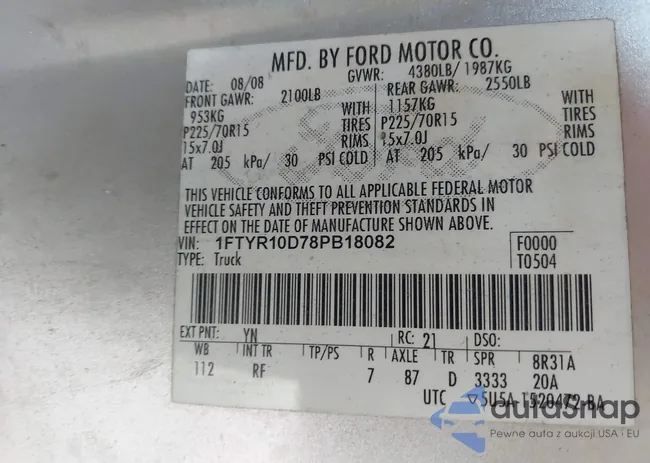 MFD. BY FORD MOTOR CO.
DATE: 08/08 GVWR: 4380LB/ 1987KG
FRONT GAWR: 2100LB REAR GAWR: 2550LB
953KG WITH 1157KG WITH
P225/70R15 TIRES P225/70R15 TIRES
15x7.0J RIMS 15x7.0J RIMS
AT 205 kPa/ 30 PSI COLD AT 205 kPa/ 30 PSI COLD
THIS VEHICLE CONFORMS TO ALL APPLICABLE FEDERAL MOTOR
VEHICLE SAFETY AND THEFT PREVENTION STANDARDS IN
EFFECT ON THE DATE OF MANUFACTURE SHOWN ABOVE.
VIN: 1FTYR10D78PB18082 F0000
TYPE: Truck T0504
EXT PNT: YN RC: 21 DSO:
WB INT TR TP/PS R AXLE TR SPR 8R31A
112 RF 7 87 D 3333 20A
UTC ▽5U5A-1520472-BA
autosnap
Pewne auta z aukcji USA i EU